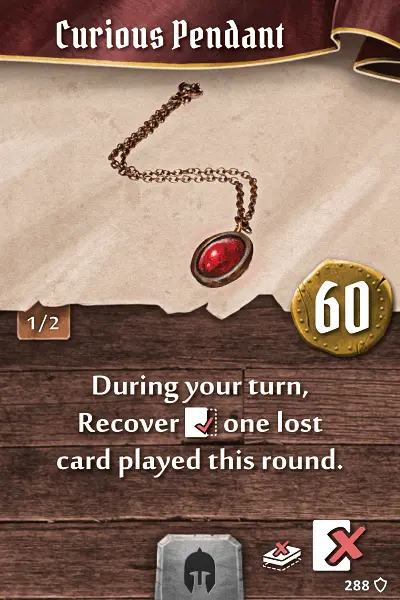 Curious Pendant
1/2
60
During your turn,
Recover one lost
card played this round.
288